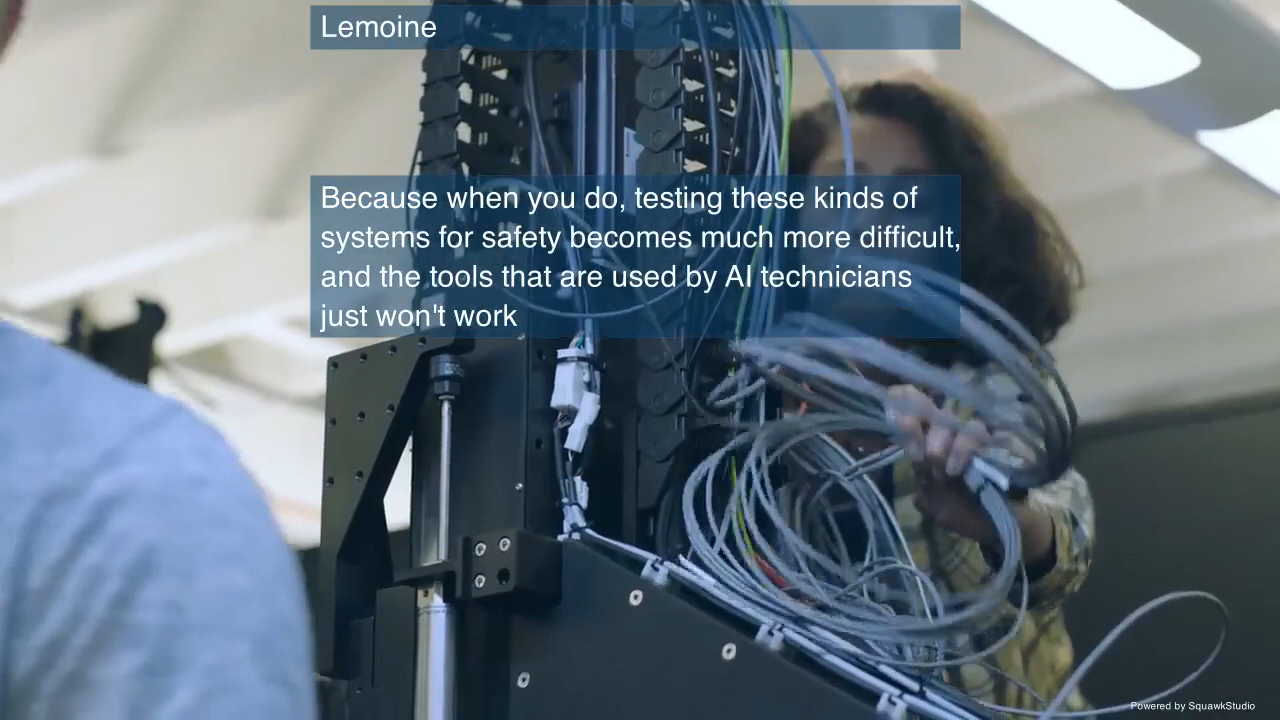 Lemoine
Because when you do, testing these kinds of
systems for safety becomes much more difficult,
and the tools that are used by AI technicians
just won't work
Powered by SquawkStudio